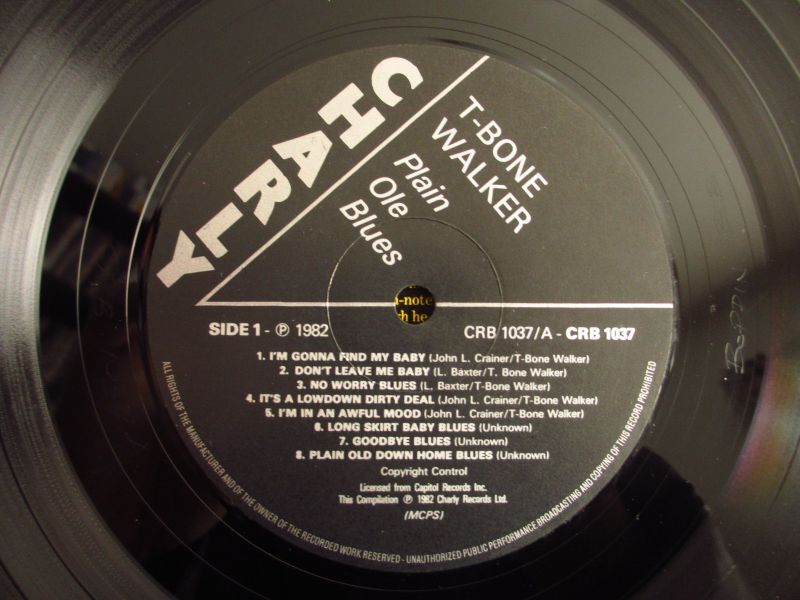 CHARLY
T-BONE
WALKER
Plain
Ole
Blues
a-note
ch he
SIDE 1 - ℗ 1982
CRB 1037/A - CRB 1037
1. I'M GONNA FIND MY BABY (John L. Crainer/T-Bone Walker)
2. DON'T LEAVE ME BABY (L. Baxter/T. Bone Walker)
3. NO WORRY BLUES (L. Baxter/T-Bone Walker)
4. IT'S A LOWDOWN DIRTY DEAL (John L. Crainer/T-Bone Walker)
5. I'M IN AN AWFUL MOOD (John L. Crainer/T-Bone Walker)
6. LONG SKIRT BABY BLUES (Unknown)
7. GOODBYE BLUES (Unknown)
8. PLAIN OLD DOWN HOME BLUES (Unknown)
Copyright Control
Licensed from Capitol Records Inc.
This Compilation ℗ 1982 Charly Records Ltd.
(MCPS)
ALL RIGHTS OF THE MANUFACTURER AND OF THE OWNER OF THE RECORDED WORK RESERVED - UNAUTHORIZED PUBLIC PERFORMANCE BROADCASTING AND COPYING OF THIS RECORD PROHIBITED